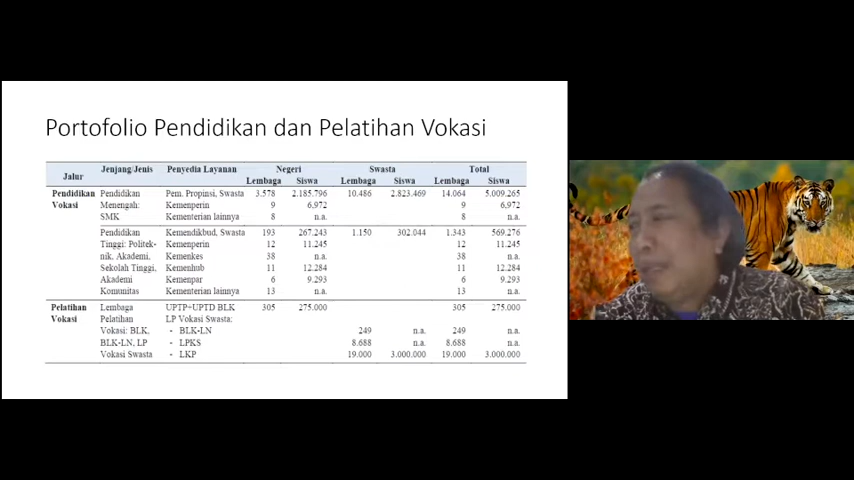 Portofolio Pendidikan dan Pelatihan Vokasi
Jalur Jenjang/Jenis Penyedia Layanan Negeri Swasta Total
Lembaga Siswa Lembaga Siswa Lembaga Siswa
Pendidikan Pendidikan Pem. Propinsi, Swasta 3.578 2.185.796 10.486 2.823.469 14.064 5.009.265
Vokasi Menengah: Kemenperin 9 6,972 9 6,972
SMK Kementerian lainnya 8 n.a. 8 n.a.
Pendidikan Kemendikbud, Swasta 193 267.243 1.150 302.044 1.343 569.276
Tinggi: Politek- Kemenperin 12 11.245 12 11.245
nik, Akademi, Kemenkes 38 n.a. 38 n.a.
Sekolah Tinggi, Kemenhub 11 12.284 11 12.284
Akademi Kemenpar 6 9.293 6 9.293
Komunitas Kementerian lainnya 13 n.a. 13 n.a.
Pelatihan Lembaga UPTP+UPTD BLK 305 275.000 305 275.000
Vokasi Pelatihan LP Vokasi Swasta:
Vokasi: BLK, - BLK-LN 249 n.a. 249 n.a.
BLK-LN, LP - LPKS 8.688 n.a. 8.688 n.a.
Vokasi Swasta - LKP 19.000 3.000.000 19.000 3.000.000